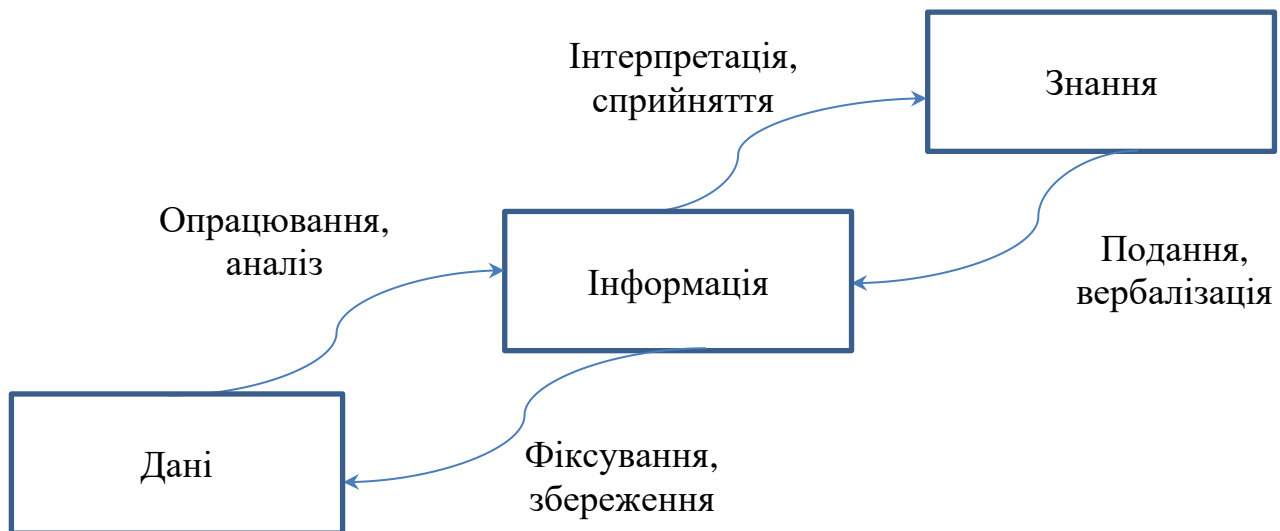 Інтерпретація,
сприйняття
Знання
Опрацювання,
аналіз
Інформація
Подання,
вербалізація
Дані
Фіксування,
збереження